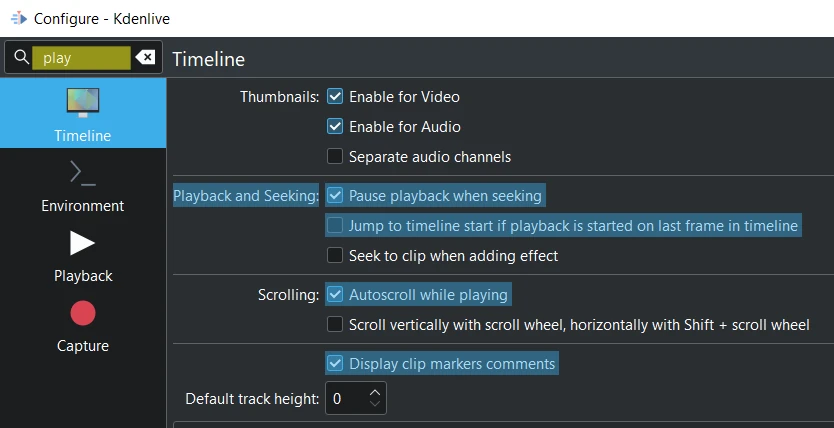 Configure - Kdenlive
play
Timeline
Environment
Playback
Capture
Timeline
Thumbnails: Enable for Video
Enable for Audio
Separate audio channels
Playback and Seeking: Pause playback when seeking
Jump to timeline start if playback is started on last frame in timeline
Seek to clip when adding effect
Scrolling: Autoscroll while playing
Scroll vertically with scroll wheel, horizontally with Shift + scroll wheel
Display clip markers comments
Default track height: 0